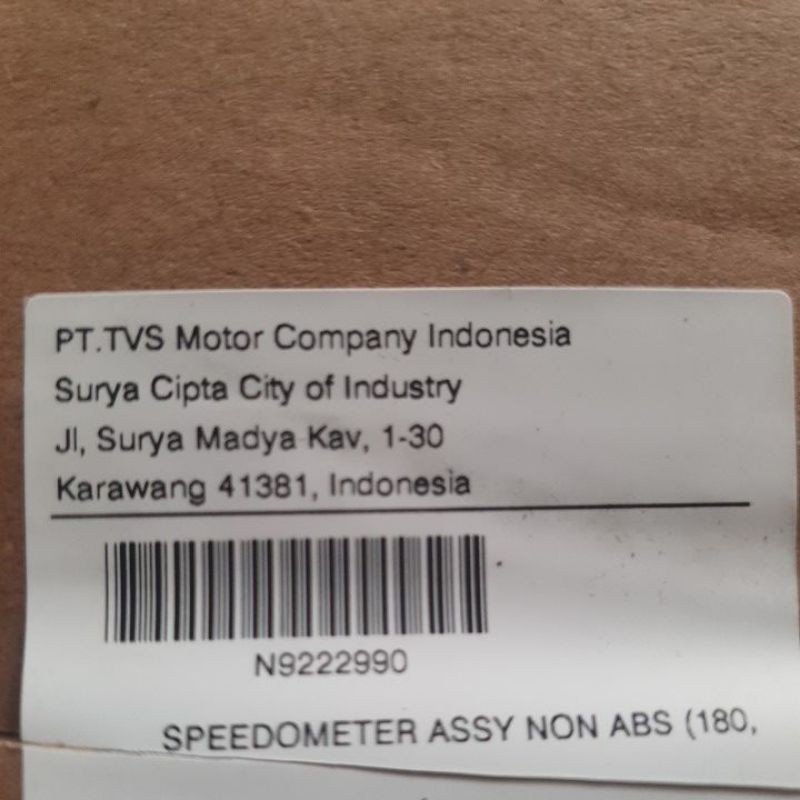 PT.TVS Motor Company Indonesia
Surya Cipta City of Industry
Jl, Surya Madya Kav, 1-30
Karawang 41381, Indonesia
N9222990
SPEEDOMETER ASSY NON ABS (180,